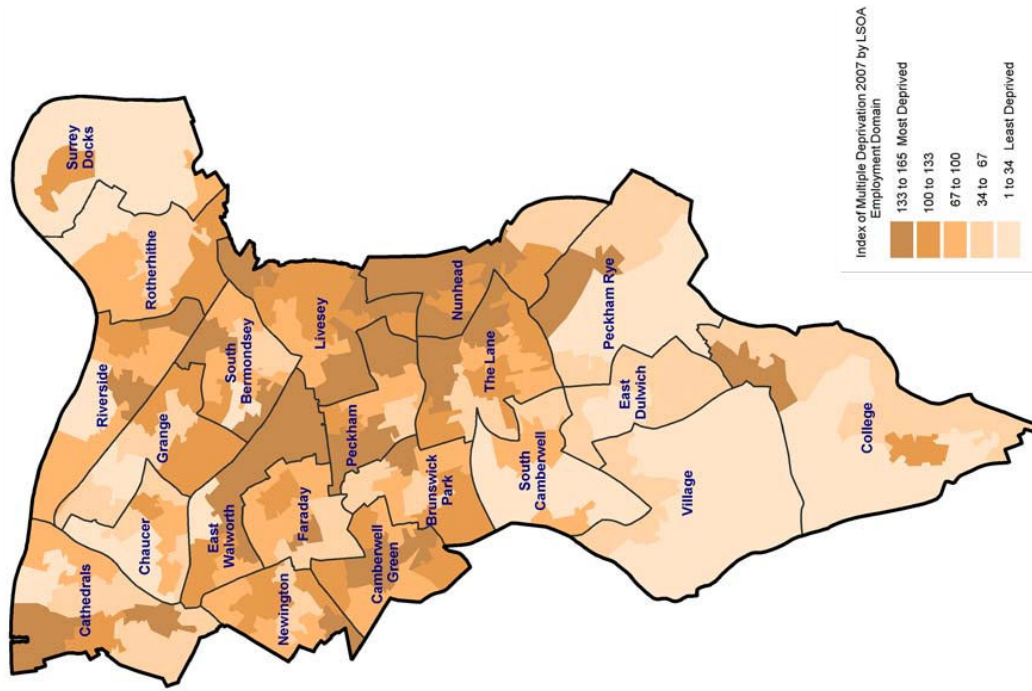 Surrey
Docks
Rotherhithe
Riverside
South
Bermondsey
Grange
Livesey
Chaucer
Cathedrals
East
Walworth
Faraday
Newington
Peckham
Nunhead
The Lane
Camberwell
Green
Brunswick
Park
South
Camberwell
Peckham Rye
East
Dulwich
Village
College
Index of Multiple Deprivation 2007 by LSOA
Employment Domain
133 to 165 Most Deprived
100 to 133
67 to 100
34 to 67
1 to 34 Least Deprived